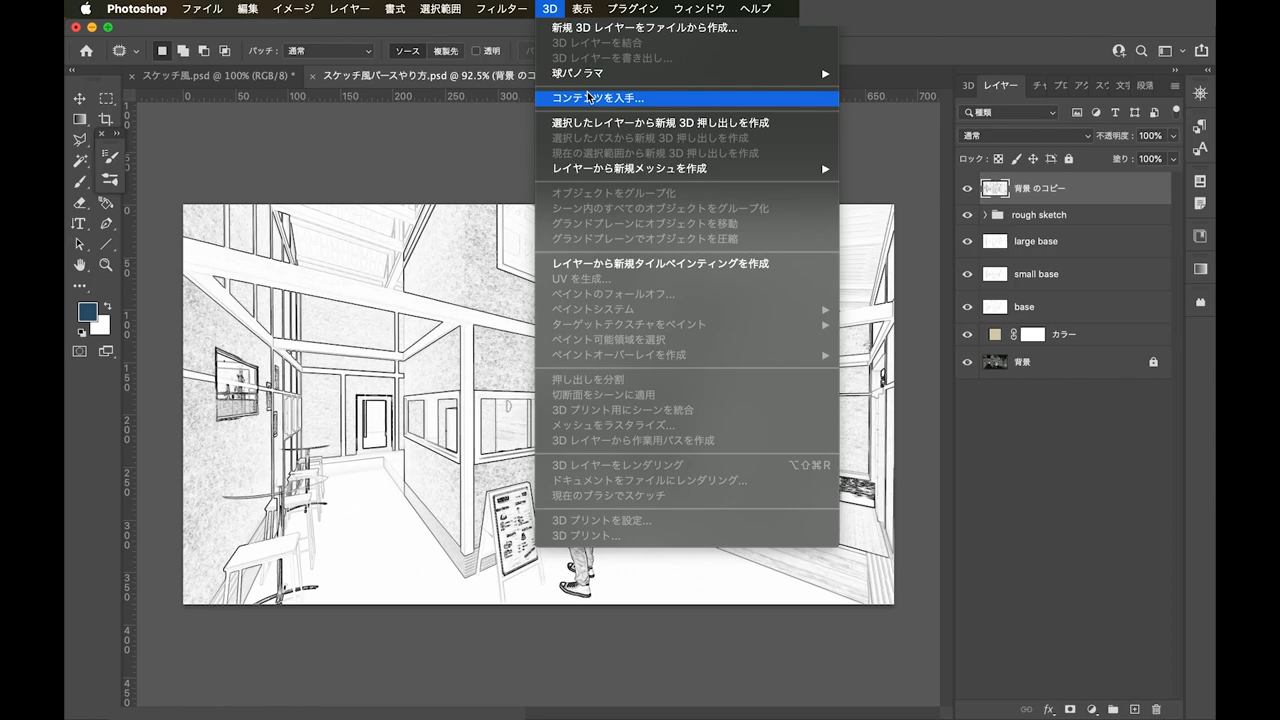 Photoshop ファイル 編集 イメージ レイヤー 書式 選択範囲 フィルター 3D 表示 プラグイン ウィンドウ ヘルプ
パッチ： 通常 ソース 複製先 透明
スケッチ風.psd @ 100% (RGB/8) *
スケッチ風パースやり方.psd @ 92.5% (背景 のコ
100 0 50 100 150 200 250 300 650 700
0
50
100
150
200
250
300
350
400
450
新規 3D レイヤーをファイルから作成...
3D レイヤーを結合
3D レイヤーを書き出し...
球パノラマ
コンテンツを入手...
選択したレイヤーから新規 3D 押し出しを作成
選択したパスから新規 3D 押し出しを作成
現在の選択範囲から新規 3D 押し出しを作成
レイヤーから新規メッシュを作成
オブジェクトをグループ化
シーン内のすべてのオブジェクトをグループ化
グランドプレーンにオブジェクトを移動
グランドプレーンでオブジェクトを圧縮
レイヤーから新規タイルペインティングを作成
UV を生成...
ペイントのフォールオフ...
ペイントシステム
ターゲットテクスチャをペイント
ペイント可能領域を選択
ペイントオーバーレイを作成
押し出しを分割
切断面をシーンに適用
3D プリント用にシーンを統合
メッシュをラスタライズ...
3D レイヤーから作業用パスを作成
3D レイヤーをレンダリング ⌥⇧⌘R
ドキュメントをファイルにレンダリング...
現在のブラシでスケッチ
3D プリントを設定...
3D プリント...
MENU
3D レイヤー チャ パス アク スタ 文字 段落
種類
通常 不透明度： 100%
ロック： 塗り： 100%
背景 のコピー
rough sketch
large base
small base
base
カラー
背景
fx